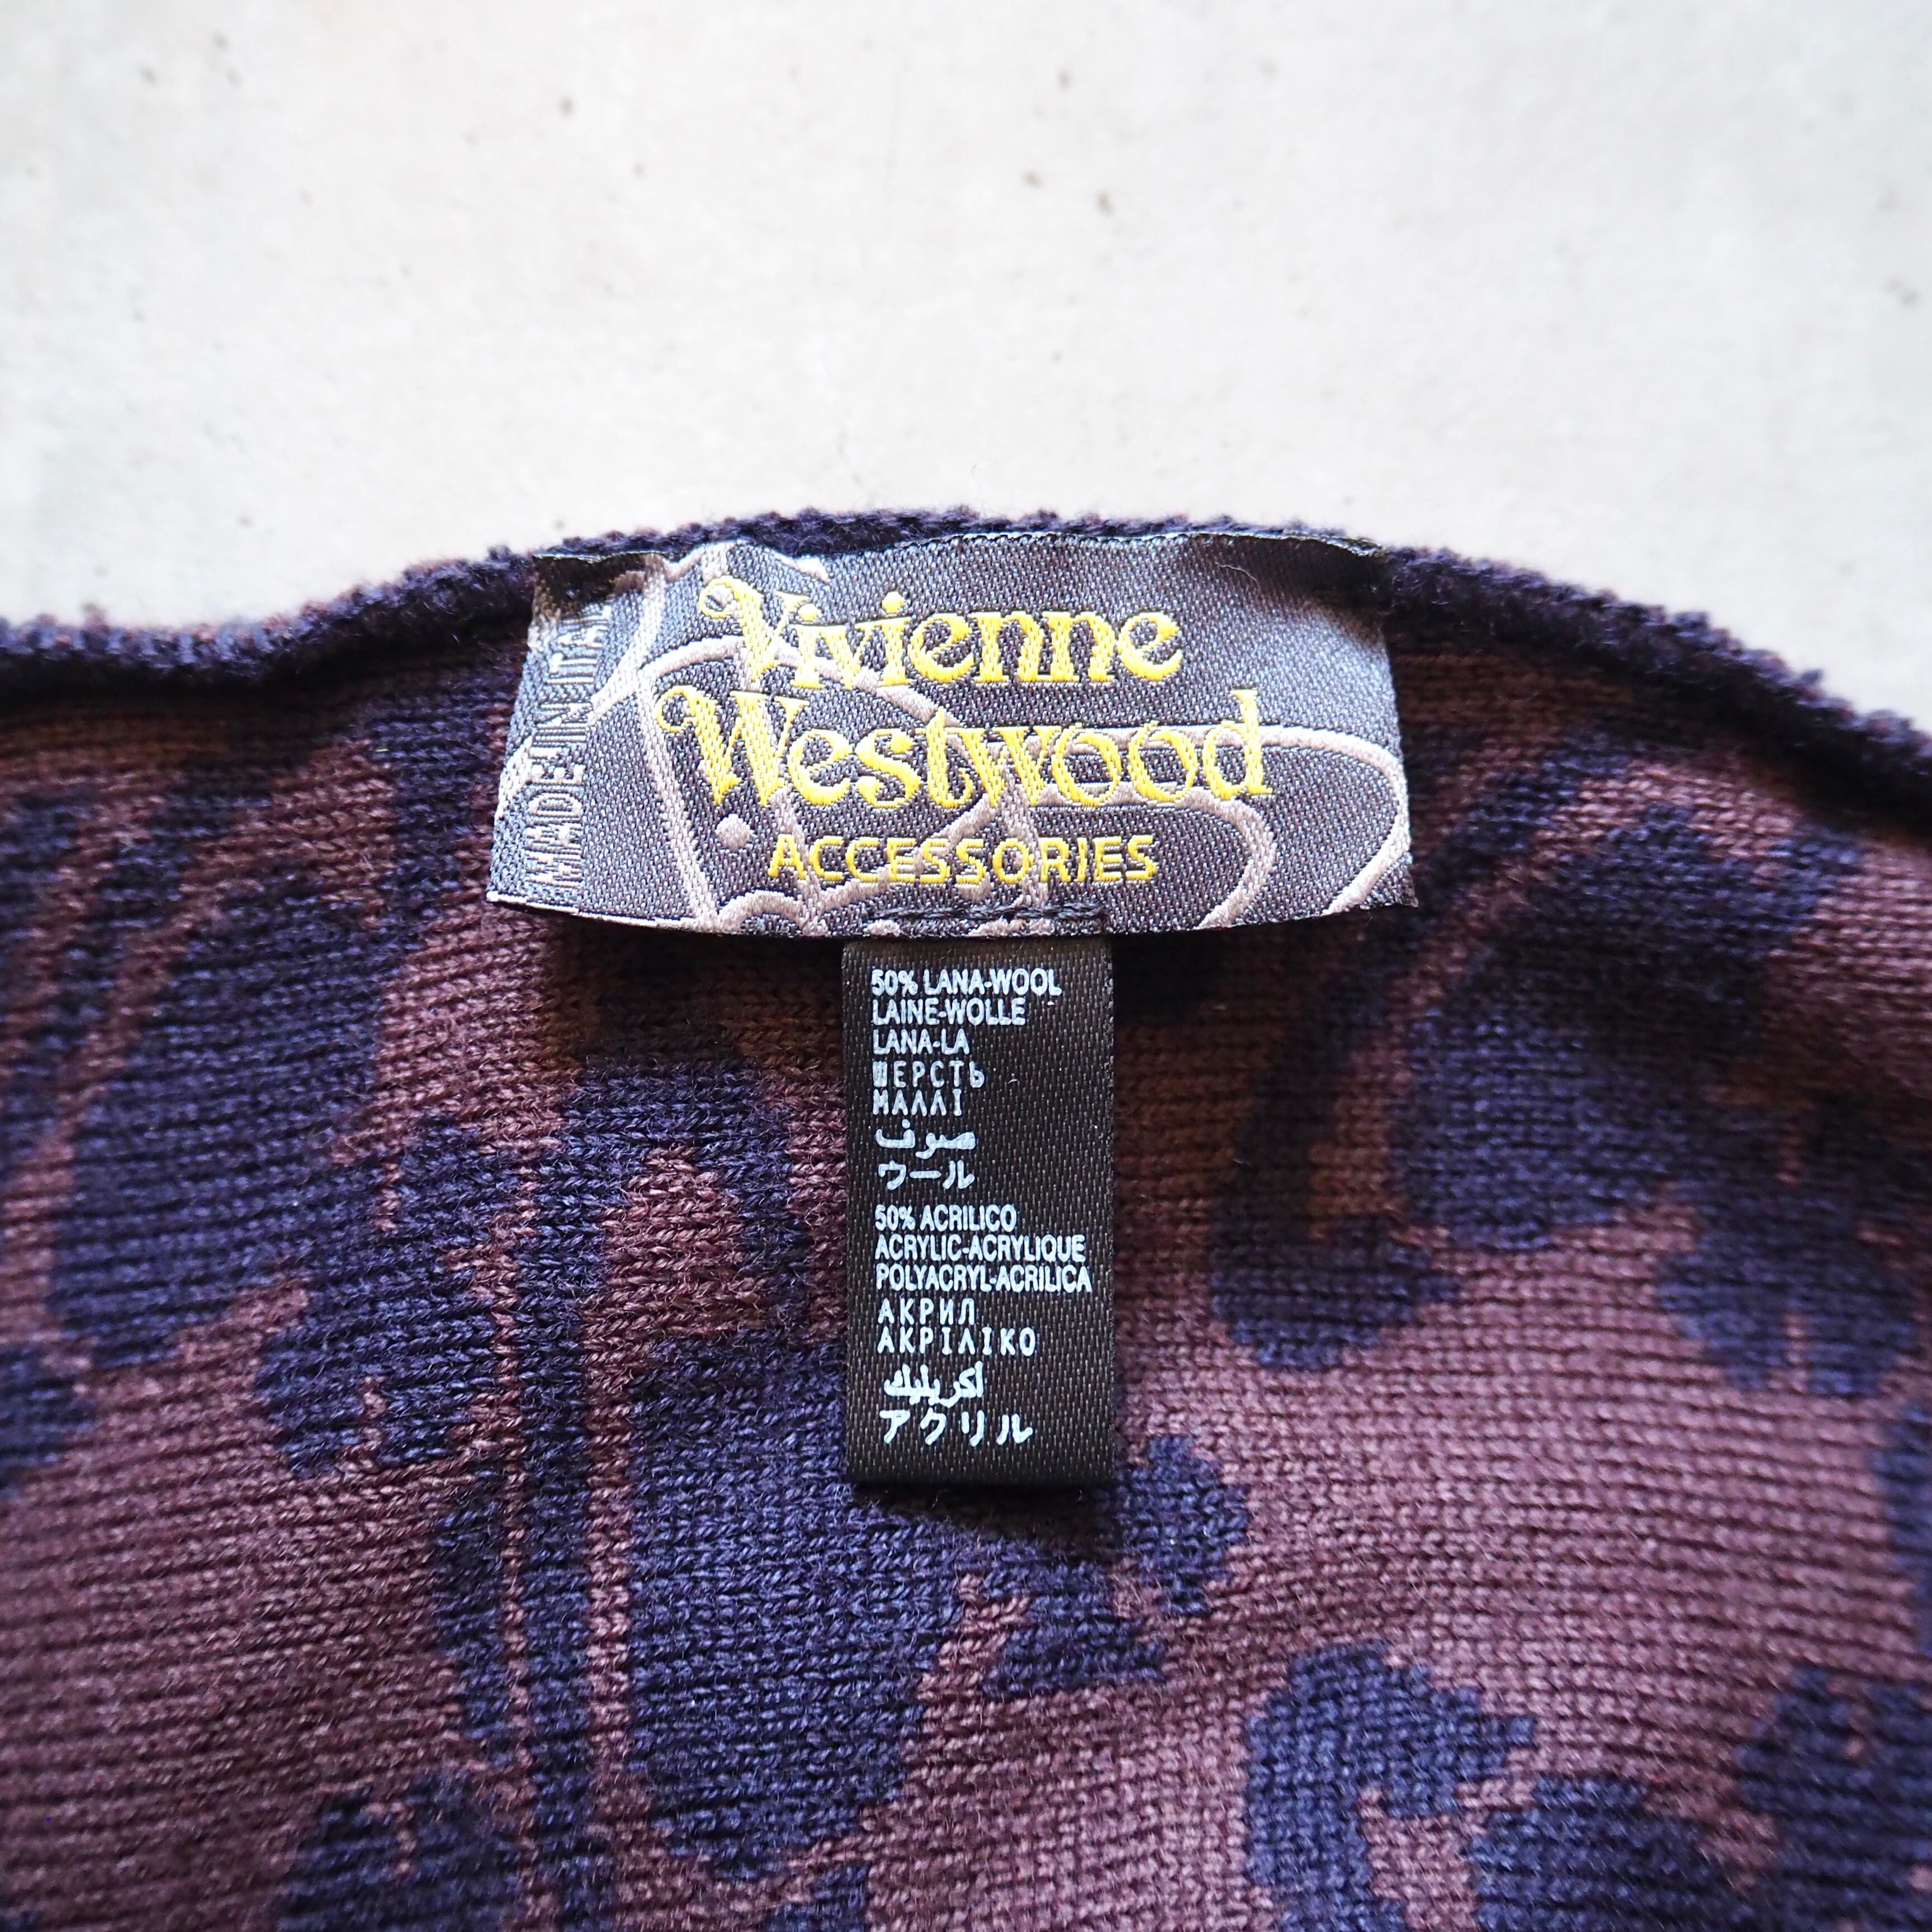 Vivienne
Westwood
ACCESSORIES
MADE IN ITA
50% LANA-WOOL
LAINE-WOLLE
LANA-LA
ШЕРСТЬ
ΜΑΛΛΙ
صوف
ウール
50% ACRILICO
ACRYLIC-ACRYLIQUE
POLYACRYL-ACRILICA
АКРИЛ
ΑΚΡΙΛΙΚΟ
اكريليك
アクリル